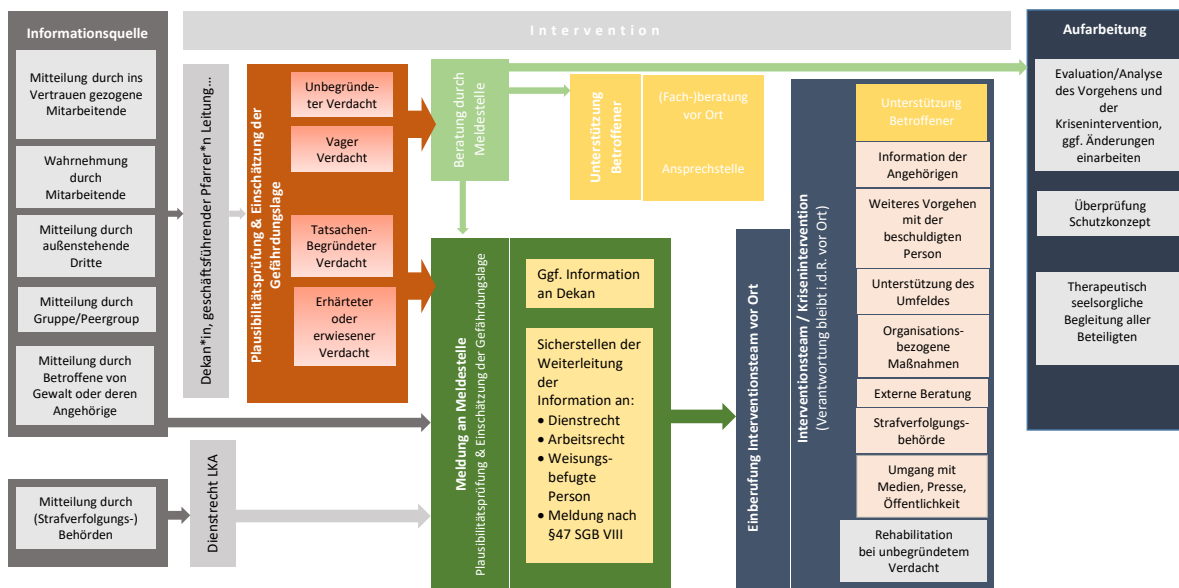 Informationsquelle
Mitteilung durch ins
Vertrauen gezogene
Mitarbeitende
Wahrnehmung
durch
Mitarbeitende
Mitteilung durch
außenstehende
Dritte
Mitteilung durch
Gruppe/Peergroup
Mitteilung durch
Betroffene von
Gewalt oder deren
Angehörige
Mitteilung durch
(Strafverfolgungs-)
Behörden
Intervention
Dekan*in, geschäftsführender Pfarrer*n Leitung...
Dienstrecht LKA
Plausibilitätsprüfung & Einschätzung der
Gefährdungslage
Unbegründe-
ter Verdacht
Vager
Verdacht
Tatsachen-
Begründeter
Verdacht
Erhärteter
oder
erwiesener
Verdacht
Beratung durch
Meldestelle
Unterstützung
Betroffener
(Fach-)beratung
vor Ort
Ansprechstelle
Meldung an Meldestelle
Plausibilitätsprüfung & Einschätzung der Gefährdungslage
Ggf. Information
an Dekan
Sicherstellen der
Weiterleitung
der
Information an:
• Dienstrecht
• Arbeitsrecht
• Weisungs-
befugte
Person
• Meldung nach
§47 SGB VIII
Einberufung Interventionsteam vor Ort
Interventionsteam / Krisenintervention
(Verantwortung bleibt i.d.R. vor Ort)
Unterstützung
Betroffener
Information der
Angehörigen
Weiteres Vorgehen
mit der
beschuldigten
Person
Unterstützung des
Umfeldes
Organisations-
bezogene
Maßnahmen
Externe Beratung
Strafverfolgungs-
behörde
Umgang mit
Medien, Presse,
Öffentlichkeit
Rehabilitation
bei unbegründetem
Verdacht
Aufarbeitung
Evaluation/Analyse
des Vorgehens und
der
Krisenintervention,
ggf. Änderungen
einarbeiten
Überprüfung
Schutzkonzept
Therapeutisch
seelsorgliche
Begleitung aller
Beteiligten